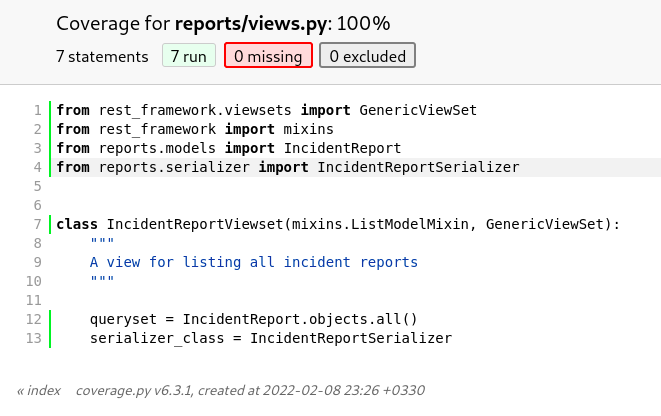 Coverage for reports/views.py: 100%
7 statements 7 run 0 missing 0 excluded
1 from rest_framework.viewsets import GenericViewSet
2 from rest_framework import mixins
3 from reports.models import IncidentReport
4 from reports.serializer import IncidentReportSerializer
5
6
7 class IncidentReportViewset(mixins.ListModelMixin, GenericViewSet):
8     """
9     A view for listing all incident reports
10     """
11
12     queryset = IncidentReport.objects.all()
13     serializer_class = IncidentReportSerializer
« index coverage.py v6.3.1, created at 2022-02-08 23:26 +0330